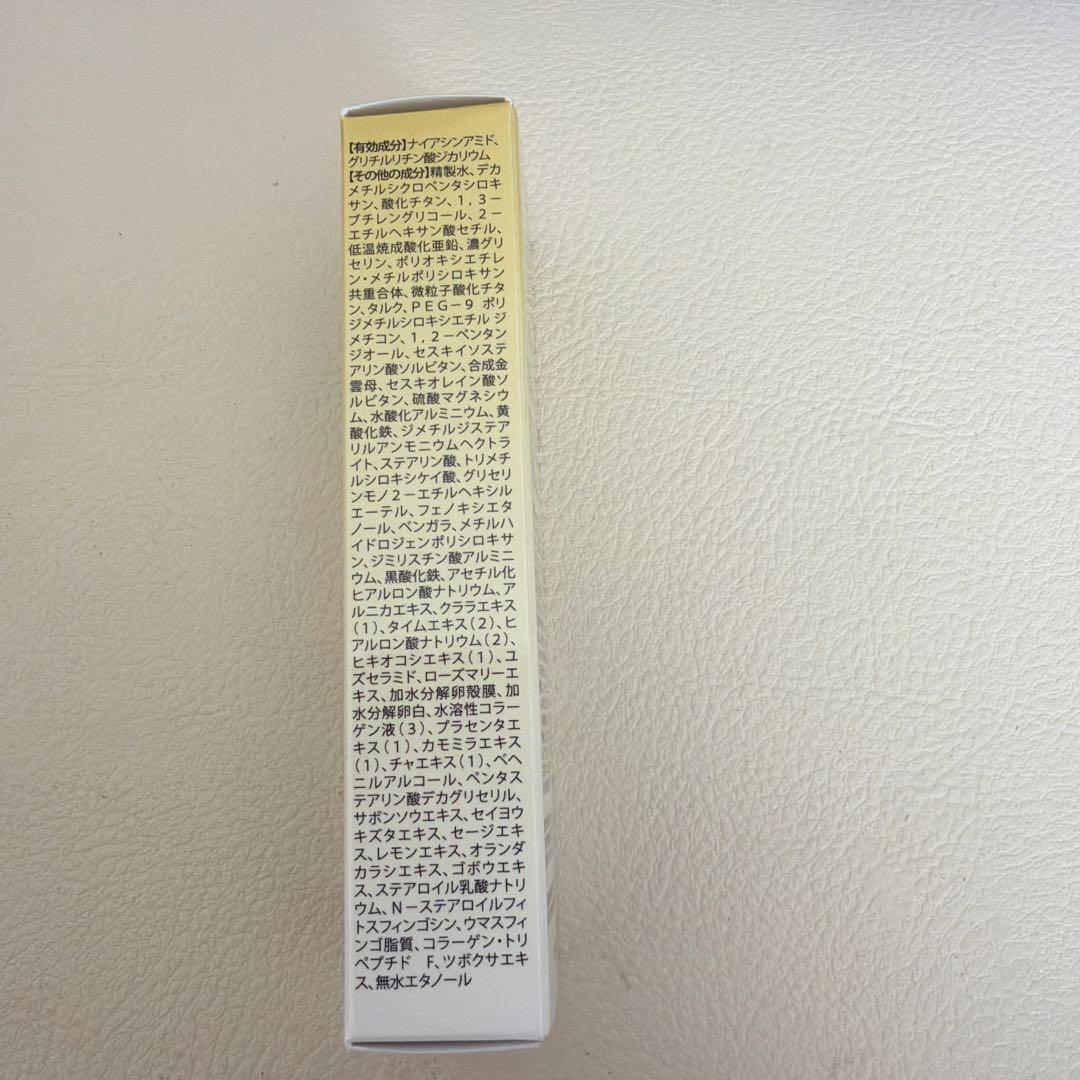 【有効成分】ナイアシンアミド、
グリチルリチン酸ジカリウム
【その他の成分】精製水、デカ
メチルシクロペンタシロキ
サン、酸化チタン、1,3－
ブチレングリコール、2－
エチルヘキサン酸セチル、
低温焼成酸化亜鉛、濃グリ
セリン、ポリオキシエチレ
ン・メチルポリシロキサン
共重合体、微粒子酸化チタ
ン、タルク、PEG－9 ポリ
ジメチルシロキシエチル ジ
メチコン、1,2－ペンタン
ジオール、セスキイソステ
アリン酸ソルビタン、合成金
雲母、セスキオレイン酸ソ
ルビタン、硫酸マグネシウ
ム、水酸化アルミニウム、黄
酸化鉄、ジメチルジステア
リルアンモニウムヘクトラ
イト、ステアリン酸、トリメチ
ルシロキシケイ酸、グリセリ
ンモノ2－エチルヘキシル
エーテル、フェノキシエタ
ノール、ベンガラ、メチルハ
イドロジェンポリシロキサ
ン、ジミリスチン酸アルミニ
ウム、黒酸化鉄、アセチル化
ヒアルロン酸ナトリウム、ア
ルニカエキス、クララエキス
(1)、タイムエキス(2)、ヒ
アルロン酸ナトリウム(2)、
ヒキオコシエキス(1)、ユ
ズセラミド、ローズマリーエ
キス、加水分解卵殻膜、加
水分解卵白、水溶性コラー
ゲン液(3)、プラセンタエ
キス(1)、カモミラエキス
(1)、チャエキス(1)、ベヘ
ニルアルコール、ペンタス
テアリン酸デカグリセリル、
サボンソウエキス、セイヨウ
キズタエキス、セージエキ
ス、レモンエキス、オランダ
カラシエキス、ゴボウエキ
ス、ステアロイル乳酸ナトリ
ウム、N－ステアロイルフィ
トスフィンゴシン、ウマスフィ
ンゴ脂質、コラーゲン・トリ
ペプチド F、ツボクサエキ
ス、無水エタノール